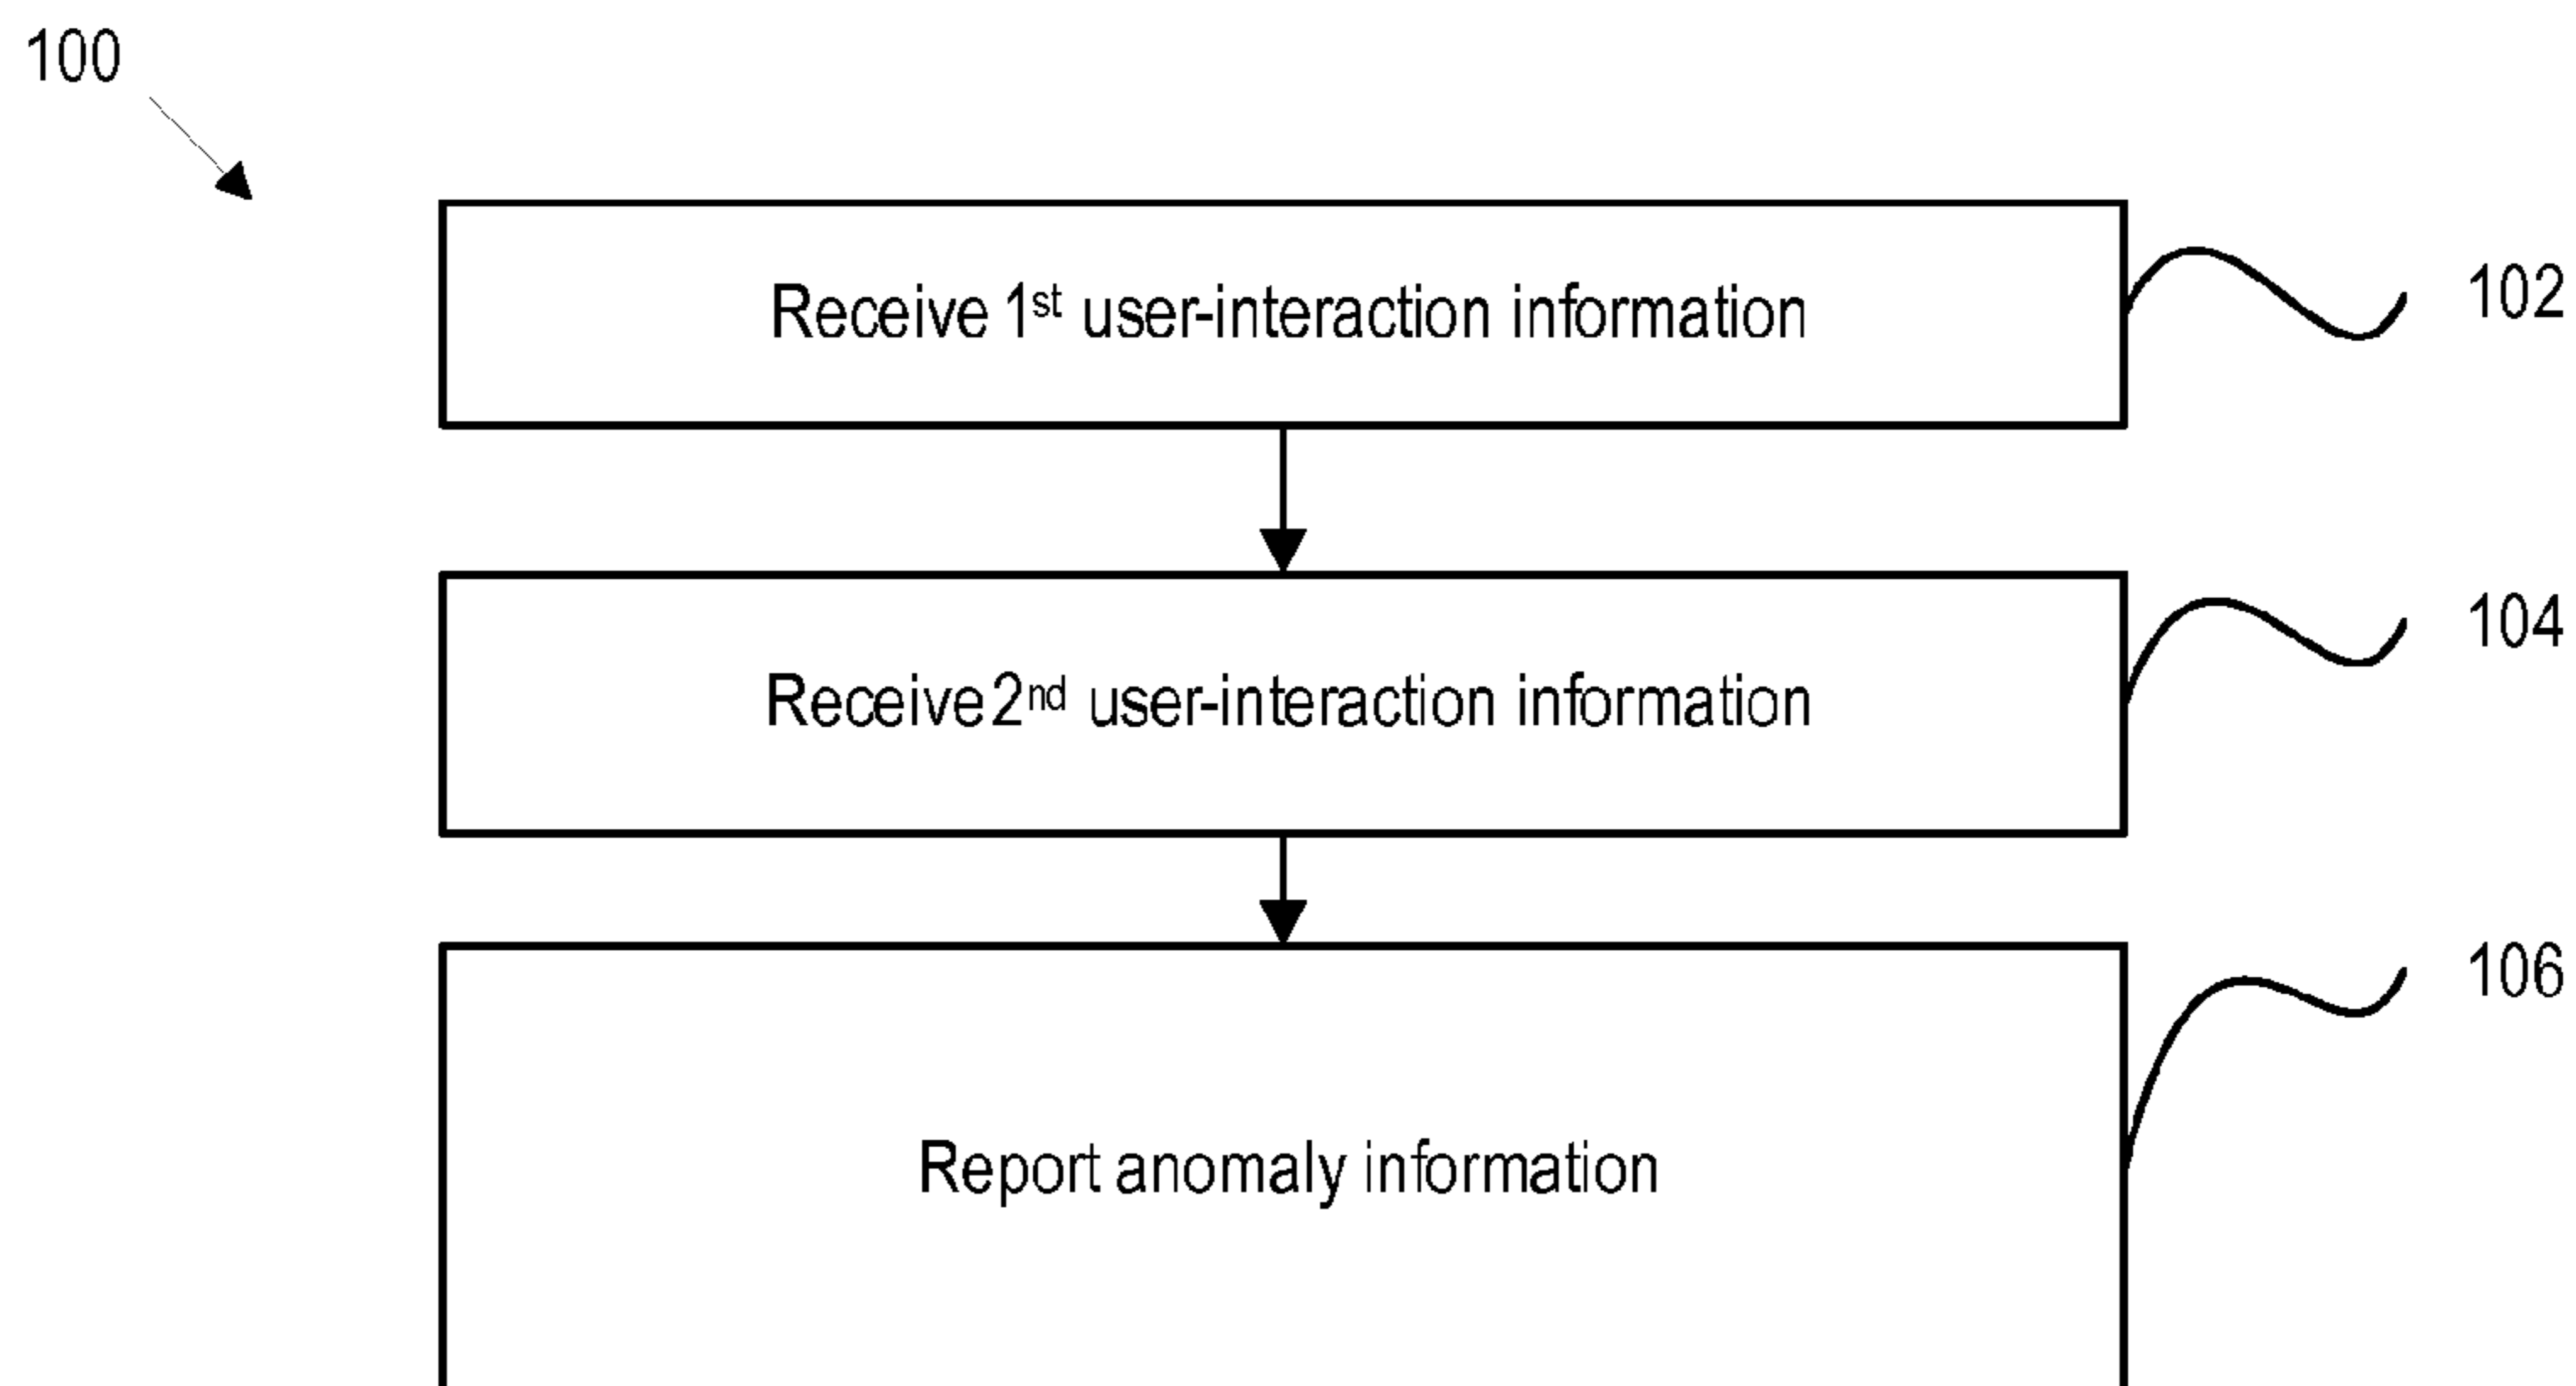 100
Receive 1st user-interaction information
102
Receive 2nd user-interaction information
104
Report anomaly information
106